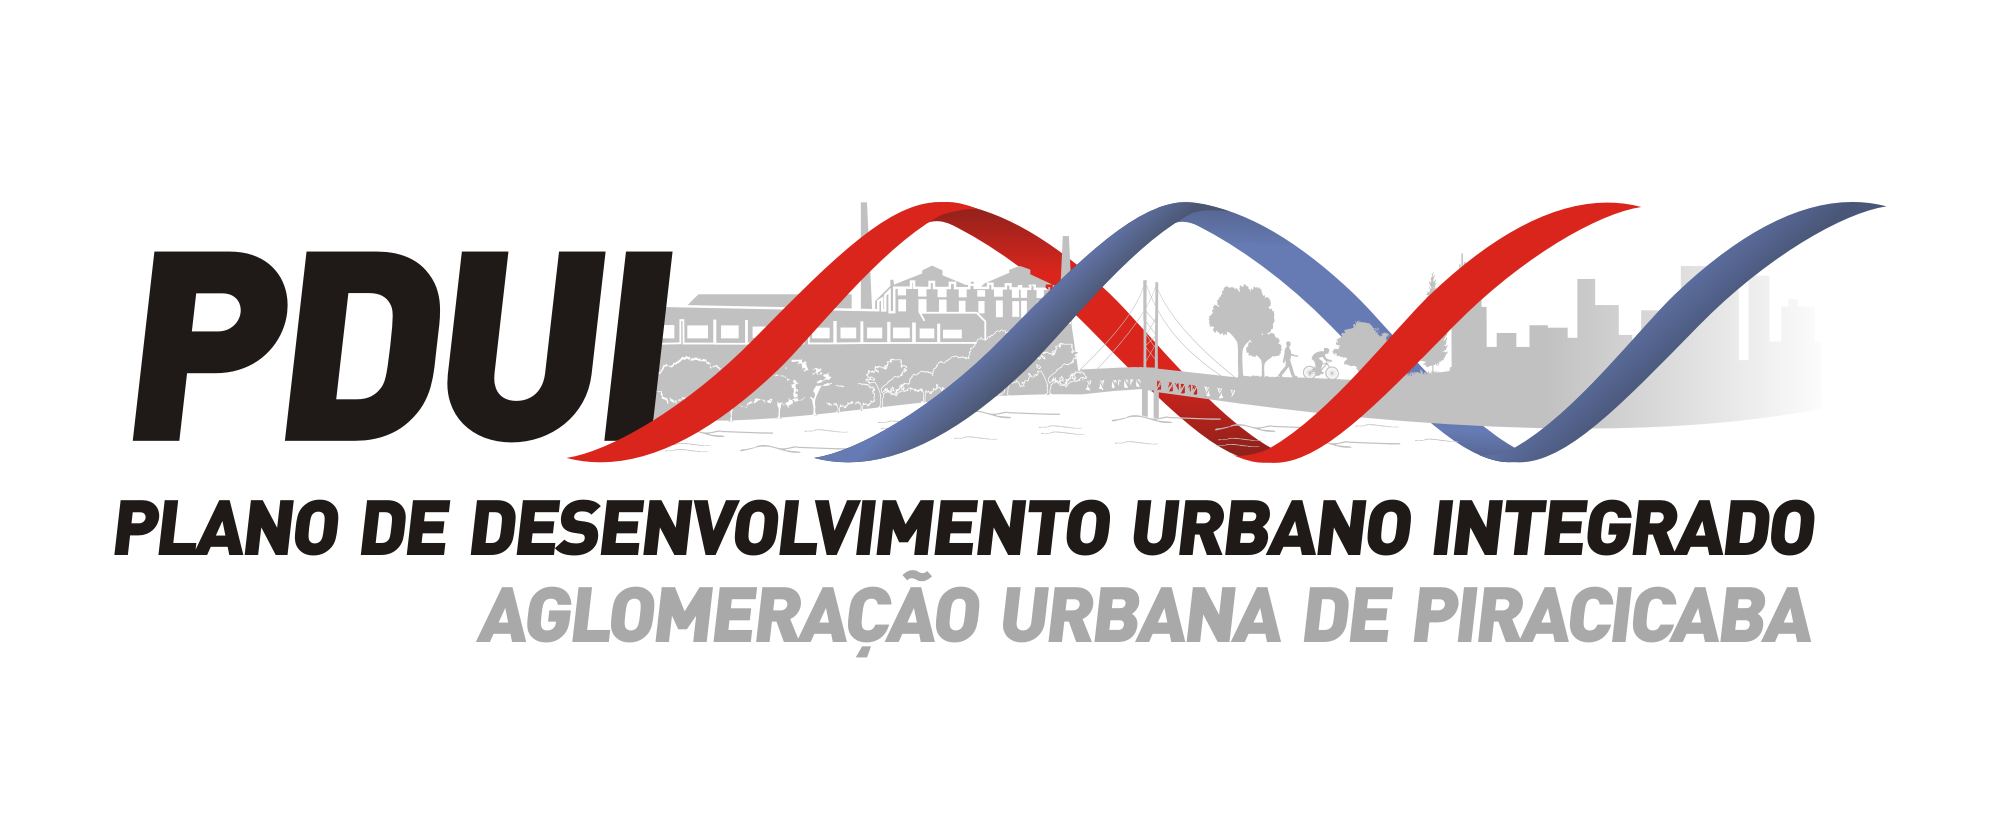 PDUI
PLANO DE DESENVOLVIMENTO URBANO INTEGRADO
AGLOMERAÇÃO URBANA DE PIRACICABA